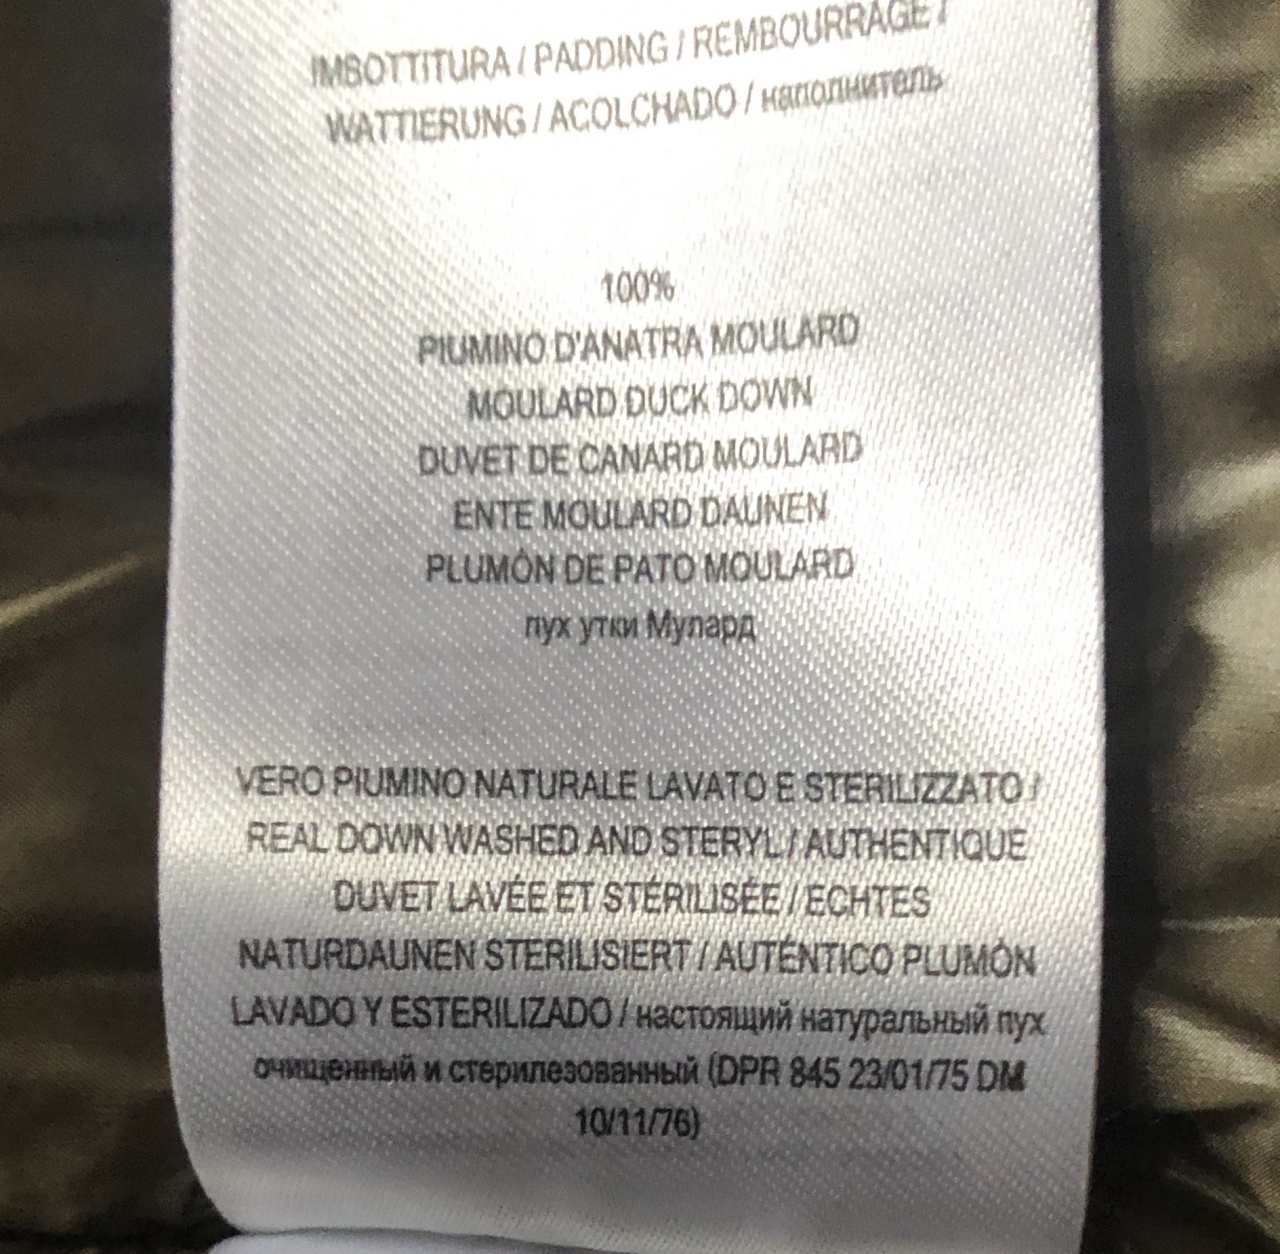 IMBOTTITURA / PADDING / REMBOURRAGE /
WATTIERUNG / ACOLCHADO / наполнитель
100%
PIUMINO D'ANATRA MOULARD
MOULARD DUCK DOWN
DUVET DE CANARD MOULARD
ENTE MOULARD DAUNEN
PLUMÓN DE PATO MOULARD
пух утки Мулард
VERO PIUMINO NATURALE LAVATO E STERILIZZATO /
REAL DOWN WASHED AND STERYL / AUTHENTIQUE
DUVET LAVÉE ET STÉRILISÉE / ECHTES
NATURDAUNEN STERILISIERT / AUTÉNTICO PLUMÓN
LAVADO Y ESTERILIZADO / настоящий натуральный пух
очищенный и стерилезованный (DPR 845 23/01/75 DM
10/11/76)